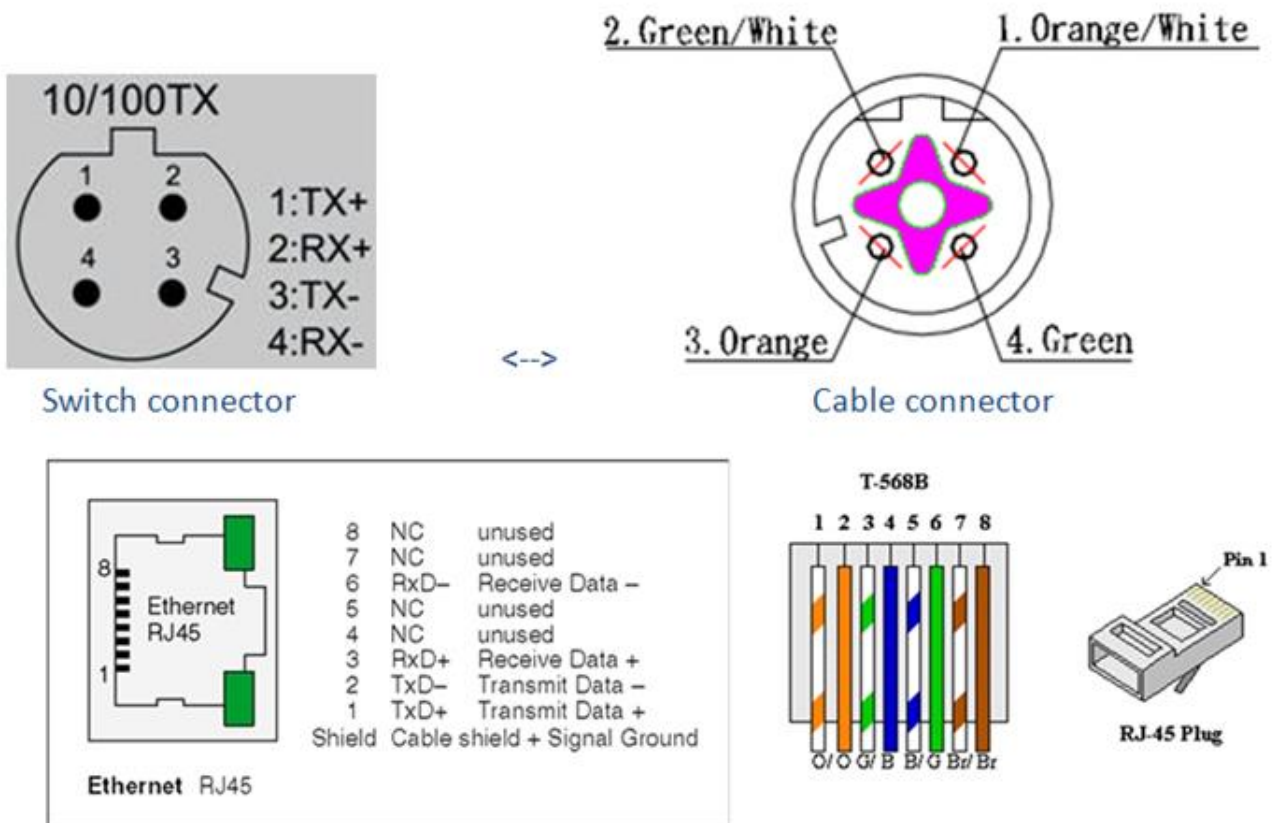 2.Green/White
1.Orange/White
10/100TX
1
2
4
3
1:TX+
2:RX+
3:TX-
4:RX-
3.Orange
4.Green
<-->
Switch connector
Cable connector
8
Ethernet
RJ45
1
8 NC unused
7 NC unused
6 RxD– Receive Data –
5 NC unused
4 NC unused
3 RxD+ Receive Data +
2 TxD– Transmit Data –
1 TxD+ Transmit Data +
Shield Cable shield + Signal Ground
Ethernet RJ45
T-568B
1 2 3 4 5 6 7 8
O/ O G/ B B/ G Br/ Br
Pin 1
RJ-45 Plug